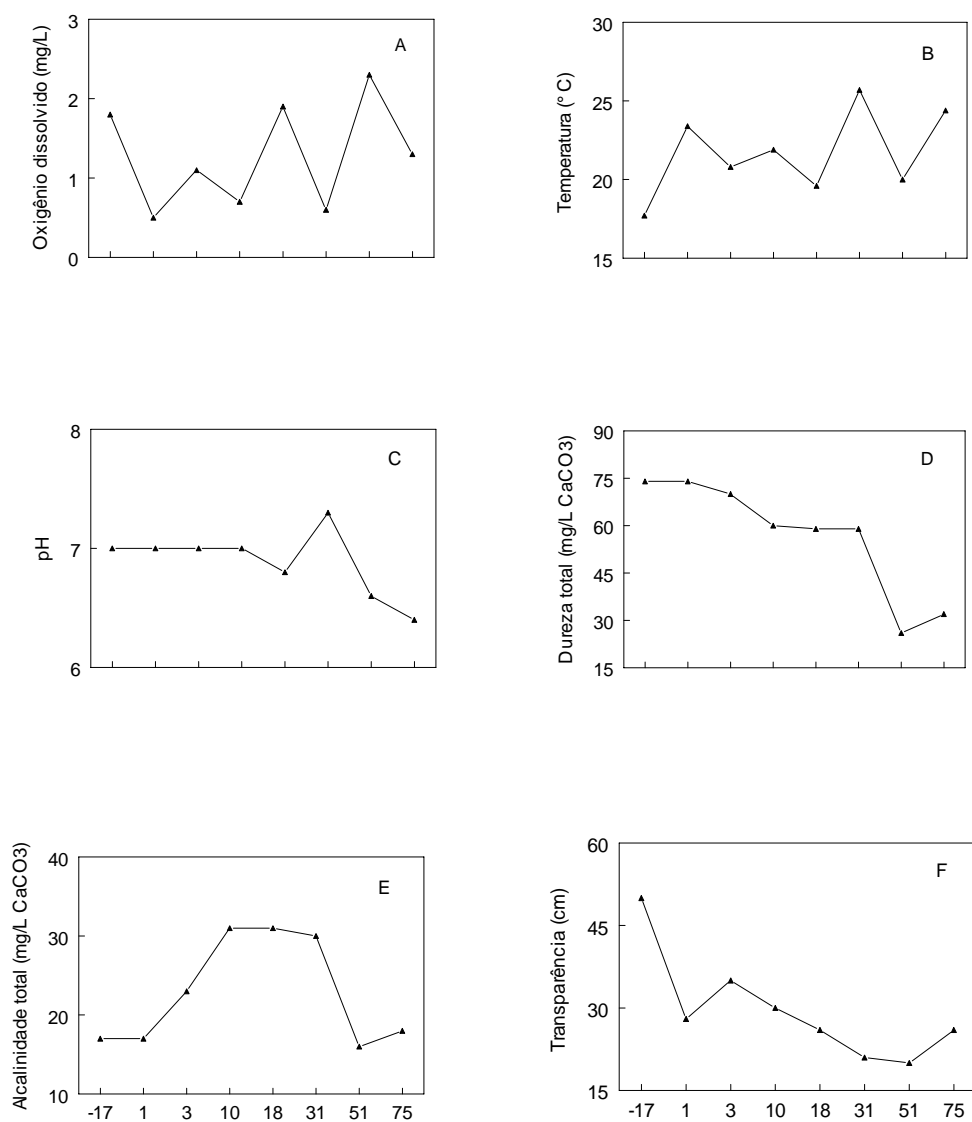 3
2
1
0
Oxigênio dissolvido (mg/L)
A
30
25
20
15
Temperatura (° C)
B
8
7
6
pH
C
90
75
60
45
30
15
Dureza total (mg/L CaCO3)
D
40
30
20
10
Alcalinidade total (mg/L CaCO3)
E
-17 1 3 10 18 31 51 75
60
45
30
15
Transparência (cm)
F
-17 1 3 10 18 31 51 75